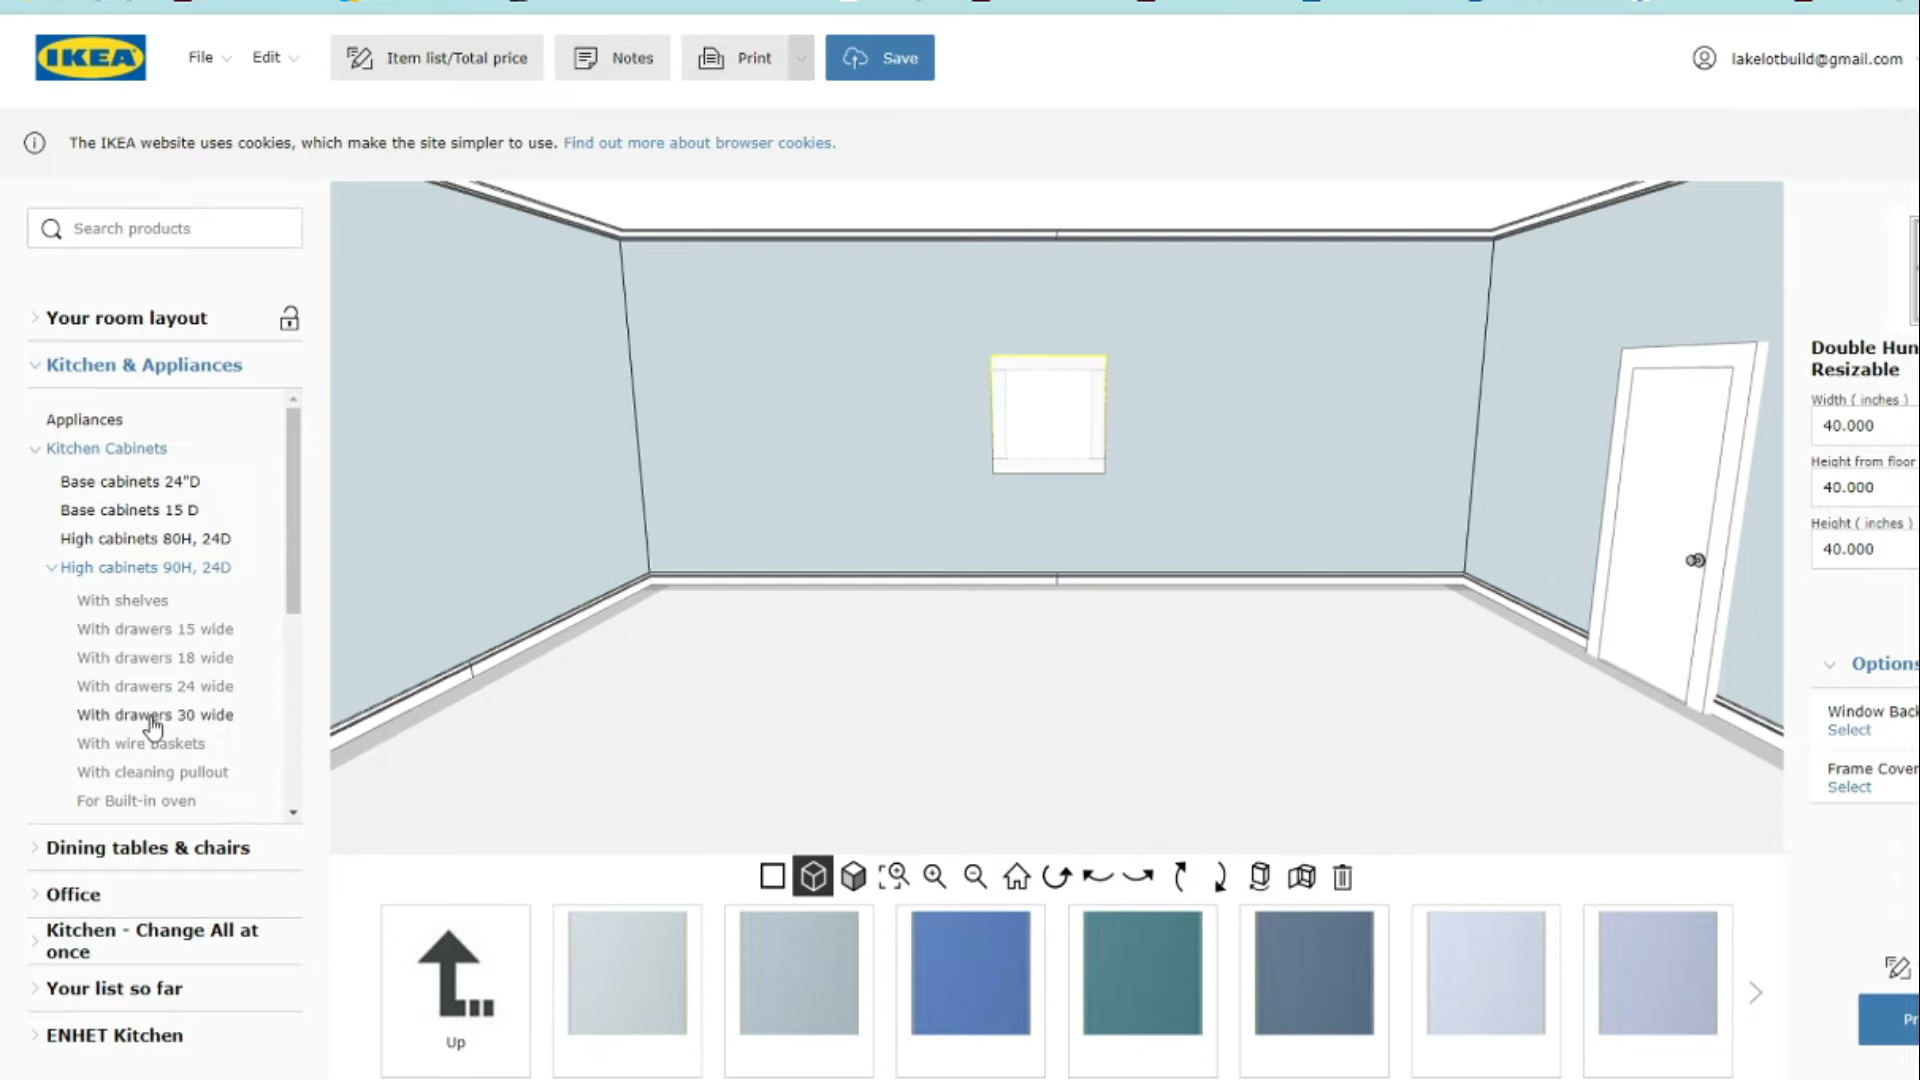 IKEA
File
Edit
Item list/Total price
Notes
Print
Save
lakelotbuild@gmail.com
The IKEA website uses cookies, which make the site simpler to use. Find out more about browser cookies.
Search products
Your room layout
Kitchen & Appliances
Appliances
Kitchen Cabinets
Base cabinets 24"D
Base cabinets 15 D
High cabinets 80H, 24D
High cabinets 90H, 24D
With shelves
With drawers 15 wide
With drawers 18 wide
With drawers 24 wide
With drawers 30 wide
With wire baskets
With cleaning pullout
For Built-in oven
Dining tables & chairs
Office
Kitchen - Change All at
once
Your list so far
ENHET Kitchen
Up
Double Hun
Resizable
Width ( inches )
40.000
Height from floor
40.000
Height ( inches )
40.000
Options
Window Back
Select
Frame Cover
Select
Pr